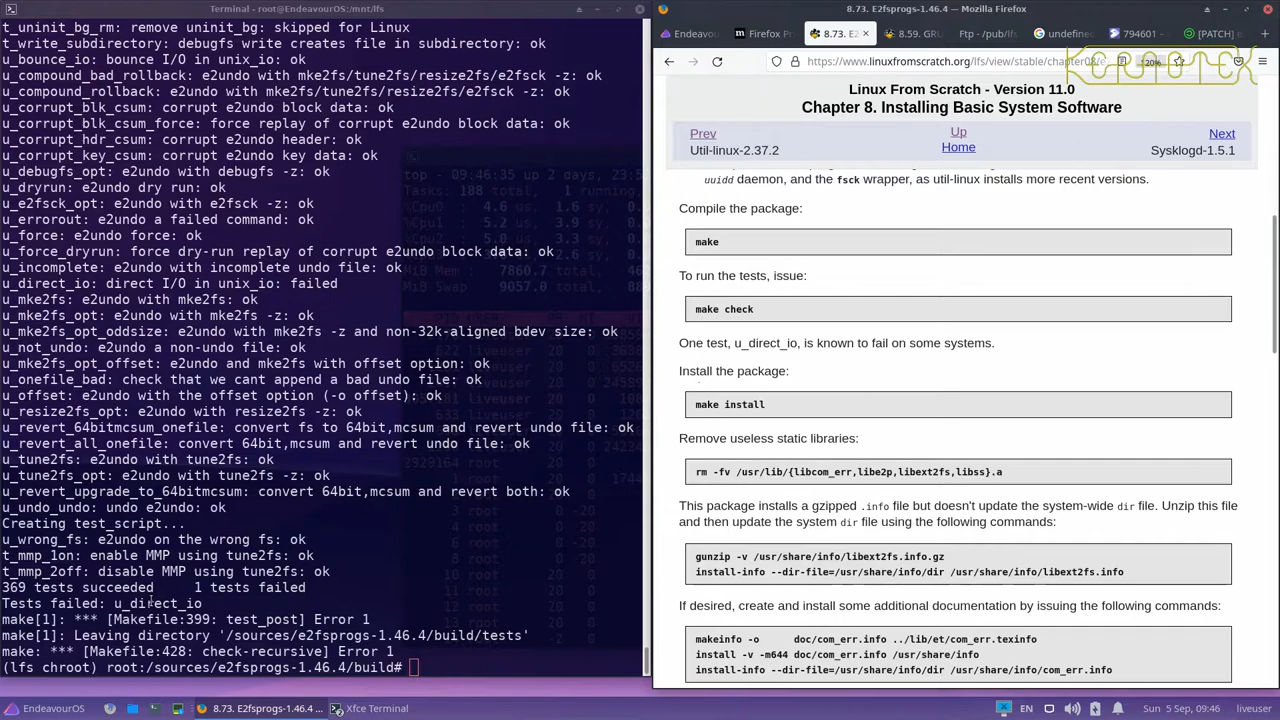 Terminal - root@EndeavourOS:/mnt/lfs
t_uninit_bg_rm: remove uninit_bg: skipped for Linux
t_write_subdirectory: debugfs write creates file in subdirectory: ok
u_bounce_io: bounce I/O in unix_io: ok
u_compound_bad_rollback: e2undo with mke2fs/tune2fs/resize2fs/e2fsck -z: ok
u_compound_rollback: e2undo with mke2fs/tune2fs/resize2fs/e2fsck -z: ok
u_corrupt_blk_csum: corrupt e2undo block data: ok
u_corrupt_blk_csum_force: force replay of corrupt e2undo block data: ok
u_corrupt_hdr_csum: corrupt e2undo header: ok
u_corrupt_key_csum: corrupt e2undo key data: ok
u_debugfs_opt: e2undo with debugfs -z: ok
u_dryrun: e2undo dry run: ok
u_e2fsck_opt: e2undo with e2fsck -z: ok
u_errorout: e2undo a failed command: ok
u_force: e2undo force: ok
u_force_dryrun: force dry-run replay of corrupt e2undo block data: ok
u_incomplete: e2undo with incomplete undo file: ok
u_direct_io: direct I/O in unix_io: failed
u_mke2fs: e2undo with mke2fs: ok
u_mke2fs_opt: e2undo with mke2fs -z: ok
u_mke2fs_opt_oddsize: e2undo with mke2fs -z and non-32k-aligned bdev size: ok
u_not_undo: e2undo a non-undo file: ok
u_mke2fs_opt_offset: e2undo and mke2fs with offset option: ok
u_onefile_bad: check that we cant append a bad undo file: ok
u_offset: e2undo with the offset option (-o offset): ok
u_resize2fs_opt: e2undo with resize2fs -z: ok
u_revert_64bitmcsum_onefile: convert fs to 64bit,mcsum and revert undo file: ok
u_revert_all_onefile: convert 64bit,mcsum and revert undo file: ok
u_tune2fs: e2undo with tune2fs: ok
u_tune2fs_opt: e2undo with tune2fs -z: ok
u_revert_upgrade_to_64bitmcsum: convert 64bit,mcsum and revert both: ok
u_undo_undo: undo e2undo: ok
Creating test_script...
u_wrong_fs: e2undo on the wrong fs: ok
t_mmp_1on: enable MMP using tune2fs: ok
t_mmp_2off: disable MMP using tune2fs: ok
369 tests succeeded 1 tests failed
Tests failed: u_direct_io
make[1]: *** [Makefile:399: test_post] Error 1
make[1]: Leaving directory '/sources/e2fsprogs-1.46.4/build/tests'
make: *** [Makefile:428: check-recursive] Error 1
(lfs chroot) root:/sources/e2fsprogs-1.46.4/build#
8.73. E2fsprogs-1.46.4 — Mozilla Firefox
Endeavour
Firefox Pro
8.73. E2
8.59. GRU
Ftp - /pub/lfs
undefined
794601 -
[PATCH] e
https://www.linuxfromscratch.org/lfs/view/stable/chapter08/e
120%
Linux From Scratch - Version 11.0
Chapter 8. Installing Basic System Software
Prev Up Next
Util-linux-2.37.2 Home Sysklogd-1.5.1
uuidd daemon, and the fsck wrapper, as util-linux installs more recent versions.
Compile the package:
make
To run the tests, issue:
make check
One test, u_direct_io, is known to fail on some systems.
Install the package:
make install
Remove useless static libraries:
rm -fv /usr/lib/{libcom_err,libe2p,libext2fs,libss}.a
This package installs a gzipped .info file but doesn't update the system-wide dir file. Unzip this file
and then update the system dir file using the following commands:
gunzip -v /usr/share/info/libext2fs.info.gz
install-info --dir-file=/usr/share/info/dir /usr/share/info/libext2fs.info
If desired, create and install some additional documentation by issuing the following commands:
makeinfo -o doc/com_err.info ../lib/et/com_err.texinfo
install -v -m644 doc/com_err.info /usr/share/info
install-info --dir-file=/usr/share/info/dir /usr/share/info/com_err.info
EndeavourOS
8.73. E2fsprogs-1.46.4 ...
Xfce Terminal
EN
Sun 5 Sep, 09:46
liveuser